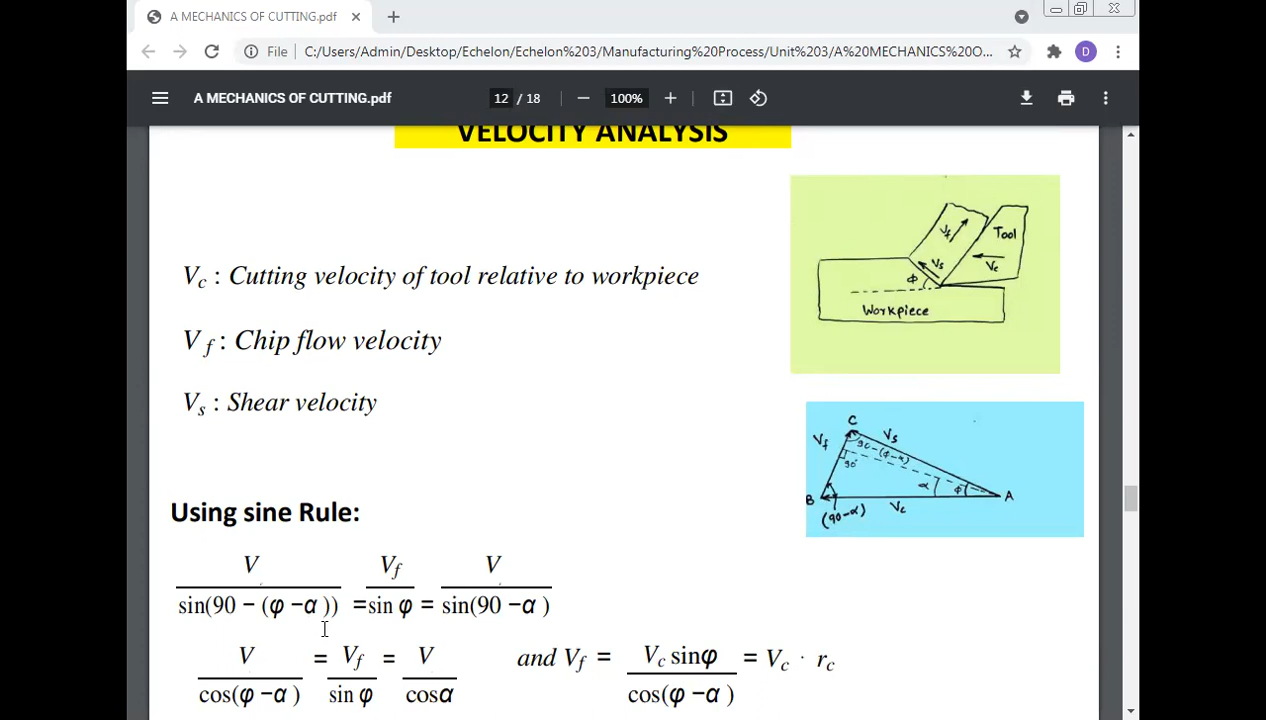 A MECHANICS OF CUTTING.pdf
File C:/Users/Admin/Desktop/Echelon/Echelon%203/Manufacturing%20Process/Unit%203/A%20MECHANICS%20O... D
A MECHANICS OF CUTTING.pdf 12 / 18 100%
VELOCITY ANALYSIS
Vc : Cutting velocity of tool relative to workpiece
Vf : Chip flow velocity
Vs : Shear velocity
Vf
Tool
Vs
Vc
φ
Workpiece
C
Vf
Vs
90-(φ-α)
90°
α
φ
B
A
(90-α)
Vc
Using sine Rule:
V Vf V
sin(90 − (φ −α )) = sin φ = sin(90 −α )
V = Vf = V and Vf = Vc sinφ = Vc · rc
cos(φ −α ) sin φ cosα cos(φ −α )